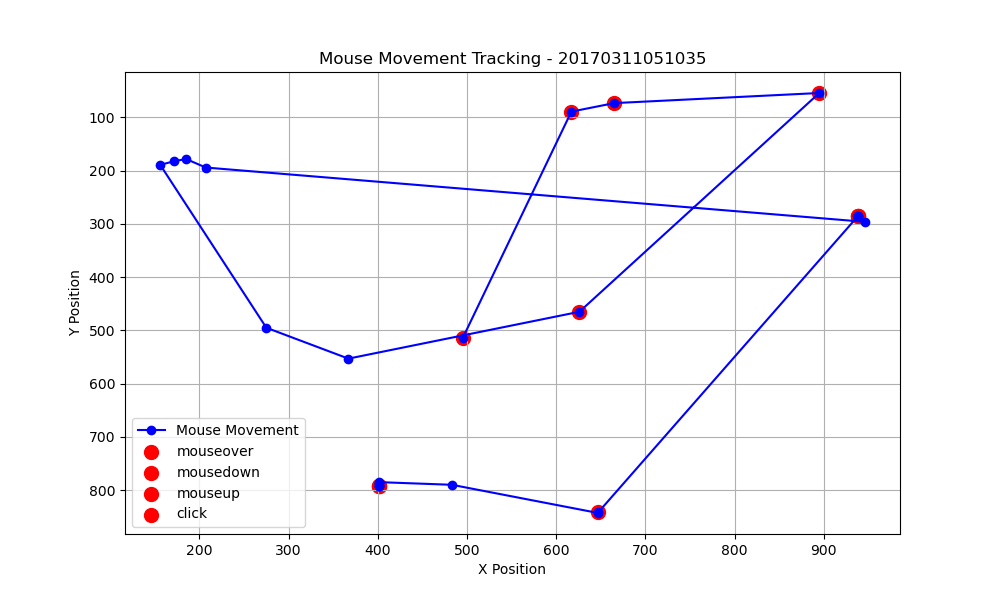 Mouse Movement Tracking - 20170311051035
Y Position
100
200
300
400
500
600
700
800
Mouse Movement
mouseover
mousedown
mouseup
click
200 300 400 500 600 700 800 900
X Position